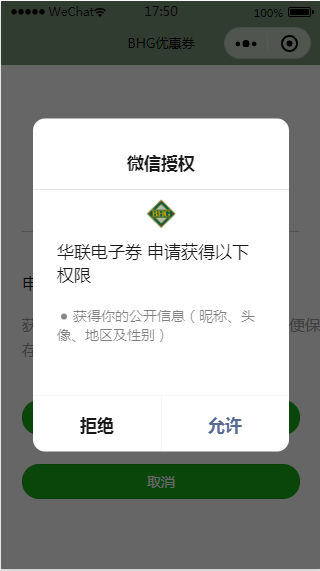 WeChat 17:50 100%
BHG优惠券
微信授权
BHG
华联电子券 申请获得以下
权限
申
获
便保
存
• 获得你的公开信息（昵称、头
像、地区及性别）
拒绝 允许
取消